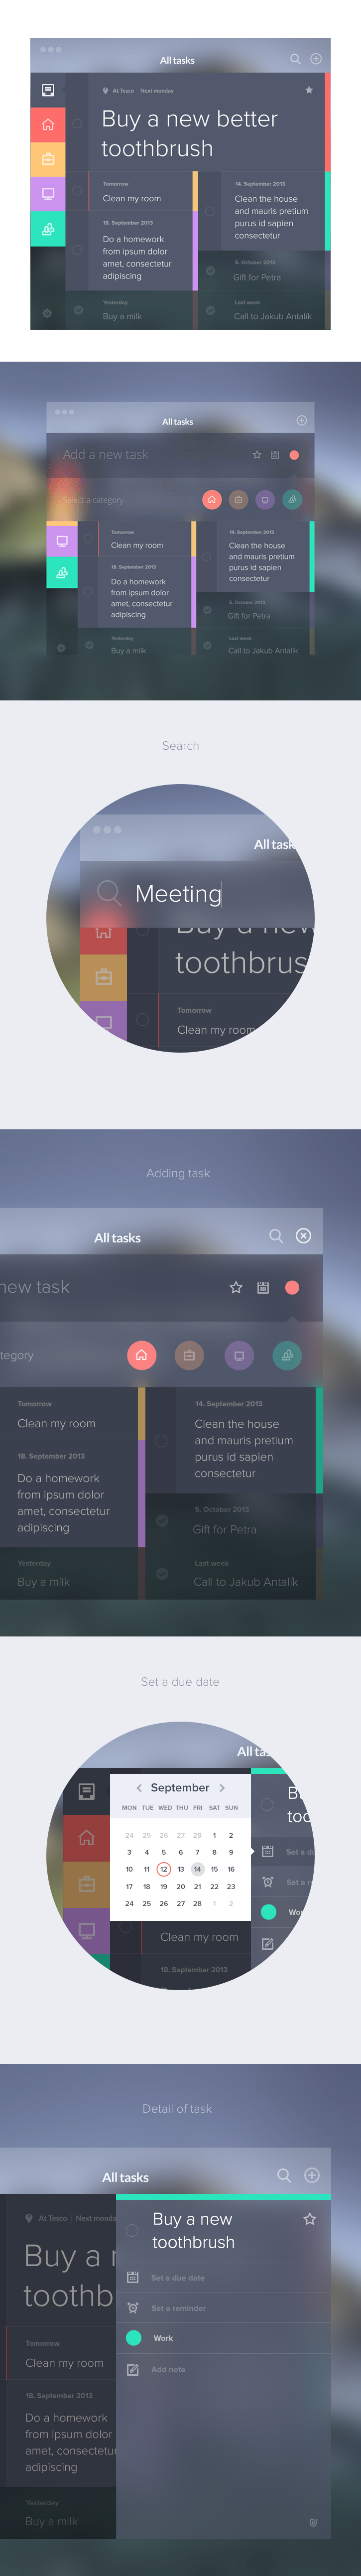 All tasks
At Tesco Next monday
Buy a new better
toothbrush
Tomorrow
Clean my room
18. September 2013
Do a homework
from ipsum dolor
amet, consectetur
adipiscing
Yesterday
Buy a milk
14. September 2013
Clean the house
and mauris pretium
purus id sapien
consectetur
5. October 2013
Gift for Petra
Last week
Call to Jakub Antalík
All tasks
Add a new task
Select a category
Tomorrow
Clean my room
18. September 2013
Do a homework
from ipsum dolor
amet, consectetur
adipiscing
Yesterday
Buy a milk
14. September 2013
Clean the house
and mauris pretium
purus id sapien
consectetur
5. October 2013
Gift for Petra
Last week
Call to Jakub Antalik
Search
All task
Meeting
Buy a new
toothbrus
Tomorrow
Clean my room
Adding task
All tasks
new task
tegory
Tomorrow
Clean my room
18. September 2013
Do a homework
from ipsum dolor
amet, consectetur
adipiscing
Yesterday
Buy a milk
14. September 2013
Clean the house
and mauris pretium
purus id sapien
consectetur
5. October 2013
Gift for Petra
Last week
Call to Jakub Antalik
Set a due date
All tas
September
MON TUE WED THU FRI SAT SUN
24 25 26 27 28 1 2
3 4 5 6 7 8 9
10 11 12 13 14 15 16
17 18 19 20 21 22 23
24 25 26 27 28 1 2
Clean my room
18. September 2013
Bu
too
Set a du
Set a r
Wor
Detail of task
All tasks
At Tesco Next monda
Buy a n
toothb
Tomorrow
Clean my room
18. September 2013
Do a homework
from ipsum dolor
amet, consectetur
adipiscing
Yesterday
Buy a milk
Buy a new
toothbrush
Set a due date
Set a reminder
Work
Add note